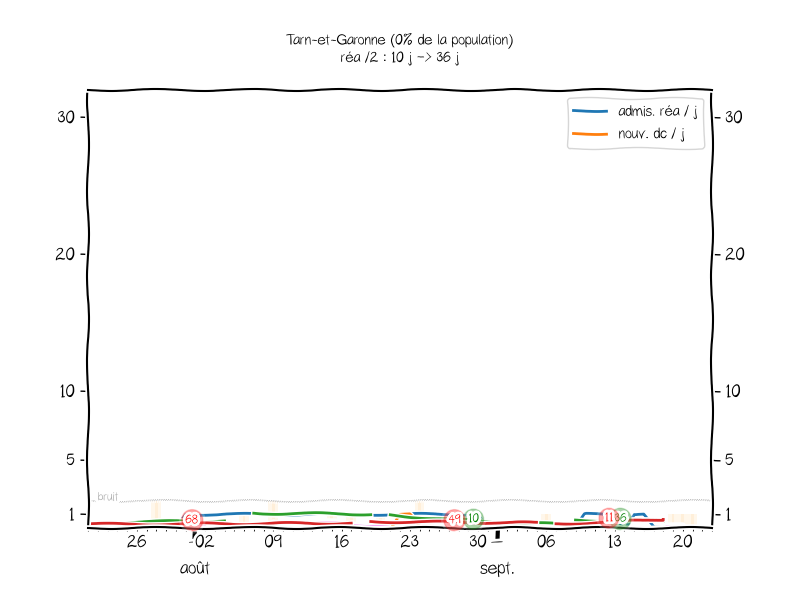 Tarn-et-Garonne (0% de la population)
réa /2 : 10 j -> 36 j
admis. réa / j
nouv. dc / j
30 30
20 20
10 10
5 5
bruit
1 1
68 49 10 36
26 02 09 16 23 30 06 13 20
août sept.